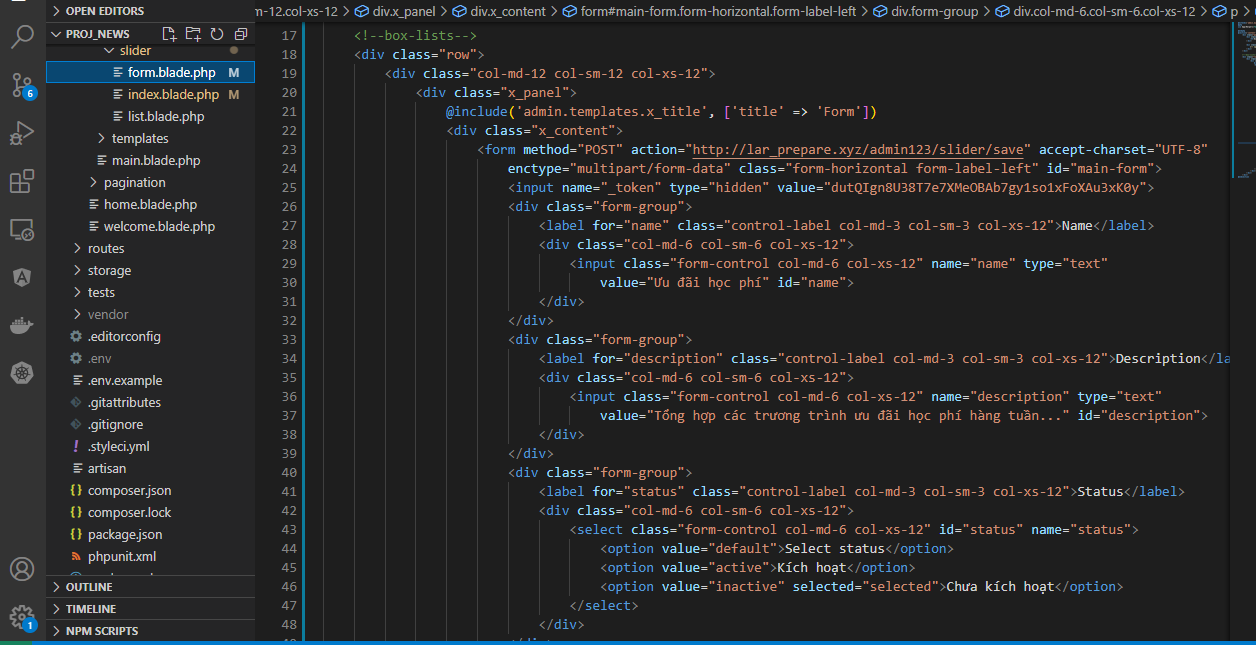 OPEN EDITORS
PROJ_NEWS
slider
form.blade.php M
index.blade.php M
list.blade.php
templates
main.blade.php
pagination
home.blade.php
welcome.blade.php
routes
storage
tests
vendor
.editorconfig
.env
.env.example
.gitattributes
.gitignore
.styleci.yml
artisan
composer.json
composer.lock
package.json
phpunit.xml
OUTLINE
TIMELINE
NPM SCRIPTS
6
1
m-12.col-xs-12 > div.x_panel > div.x_content > form#main-form.form-horizontal.form-label-left > div.form-group > div.col-md-6.col-sm-6.col-xs-12 > p >
17 <!--box-lists-->
18 <div class="row">
19 <div class="col-md-12 col-sm-12 col-xs-12">
20 <div class="x_panel">
21 @include('admin.templates.x_title', ['title' => 'Form'])
22 <div class="x_content">
23 <form method="POST" action="http://lar_prepare.xyz/admin123/slider/save" accept-charset="UTF-8"
24 enctype="multipart/form-data" class="form-horizontal form-label-left" id="main-form">
25 <input name="_token" type="hidden" value="dutQIgn8U38T7e7XMeOBAb7gy1so1xFoXAu3xK0y">
26 <div class="form-group">
27 <label for="name" class="control-label col-md-3 col-sm-3 col-xs-12">Name</label>
28 <div class="col-md-6 col-sm-6 col-xs-12">
29 <input class="form-control col-md-6 col-xs-12" name="name" type="text"
30 value="Ưu đãi học phí" id="name">
31 </div>
32 </div>
33 <div class="form-group">
34 <label for="description" class="control-label col-md-3 col-sm-3 col-xs-12">Description</la
35 <div class="col-md-6 col-sm-6 col-xs-12">
36 <input class="form-control col-md-6 col-xs-12" name="description" type="text"
37 value="Tổng hợp các trương trình ưu đãi học phí hàng tuần..." id="description">
38 </div>
39 </div>
40 <div class="form-group">
41 <label for="status" class="control-label col-md-3 col-sm-3 col-xs-12">Status</label>
42 <div class="col-md-6 col-sm-6 col-xs-12">
43 <select class="form-control col-md-6 col-xs-12" id="status" name="status">
44 <option value="default">Select status</option>
45 <option value="active">Kích hoạt</option>
46 <option value="inactive" selected="selected">Chưa kích hoạt</option>
47 </select>
48 </div>